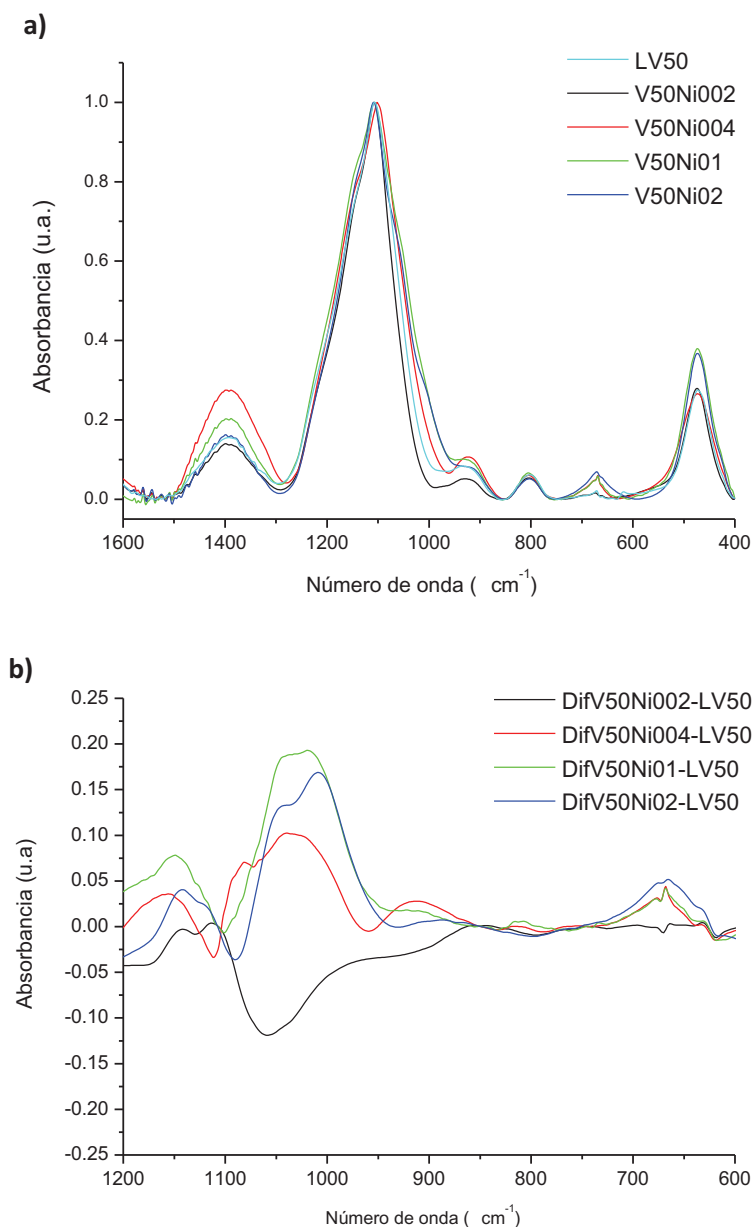 a)
LV50
V50Ni002
V50Ni004
V50Ni01
V50Ni02
1.0
0.8
0.6
0.4
0.2
0.0
Absorbancia (u.a.)
1600 1400 1200 1000 800 600 400
Número de onda ( cm-1)
b)
DifV50Ni002-LV50
DifV50Ni004-LV50
DifV50Ni01-LV50
DifV50Ni02-LV50
0.25
0.20
0.15
0.10
0.05
0.00
-0.05
-0.10
-0.15
-0.20
-0.25
Absorbancia (u.a)
1200 1100 1000 900 800 700 600
Número de onda ( cm-1)